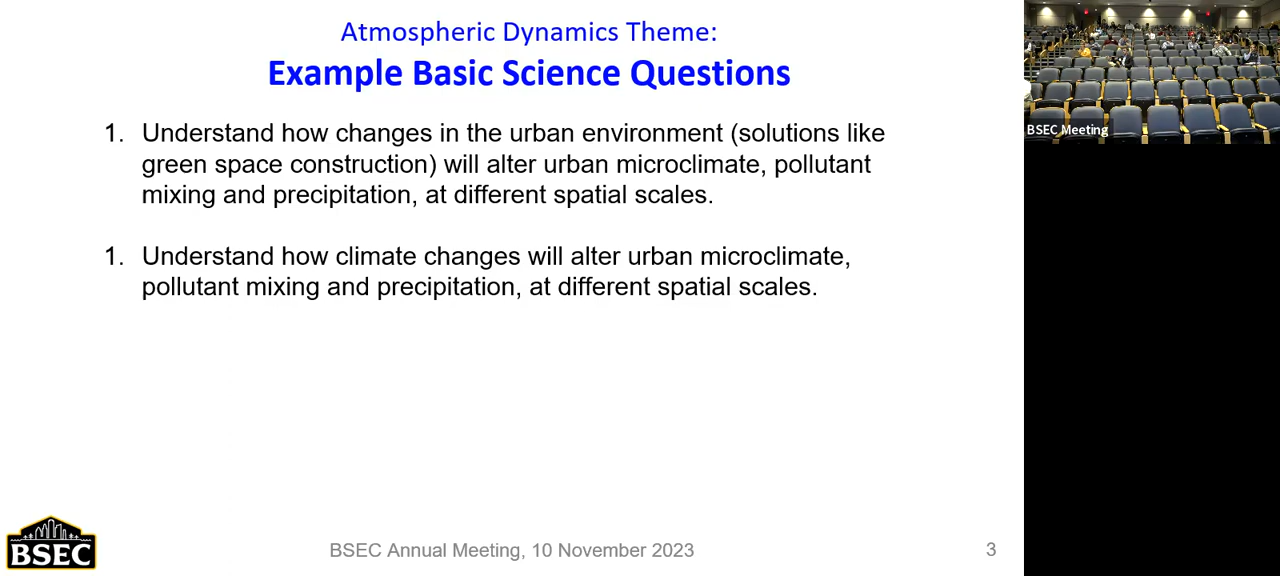 Atmospheric Dynamics Theme:
Example Basic Science Questions
1. Understand how changes in the urban environment (solutions like
green space construction) will alter urban microclimate, pollutant
mixing and precipitation, at different spatial scales.
1. Understand how climate changes will alter urban microclimate,
pollutant mixing and precipitation, at different spatial scales.
BSEC
BSEC Annual Meeting, 10 November 2023
3
BSEC Meeting